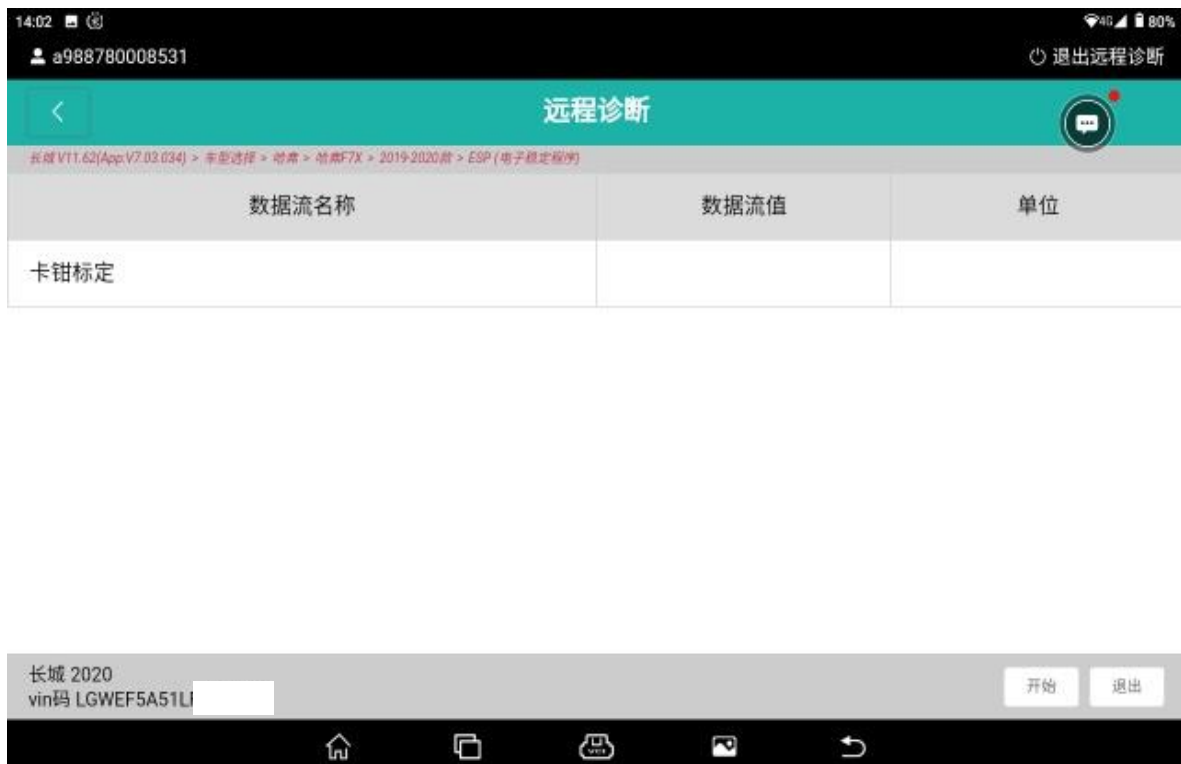 14:02
4G 80%
a988780008531
退出远程诊断
远程诊断
长城 V11.62(App:V7.03.034) > 车型选择 > 哈弗 > 哈弗F7X > 2019-2020款 > ESP (电子稳定程序)
数据流名称 数据流值 单位
卡钳标定
长城 2020
vin码 LGWEF5A51L
开始 退出